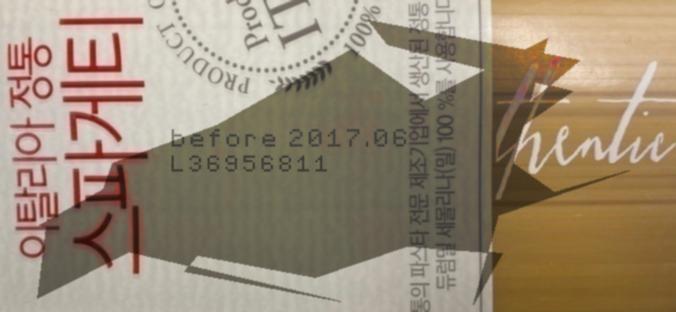 이탈리아 정통
스파게티
PRODUCT O
Prod
IT
100%
before 2017.06
L36956811
통의 파스타 전문 제조기업에서 생산된 정통
듀럼밀 세몰리나(밀) 100 %를 사용합니다
thentic